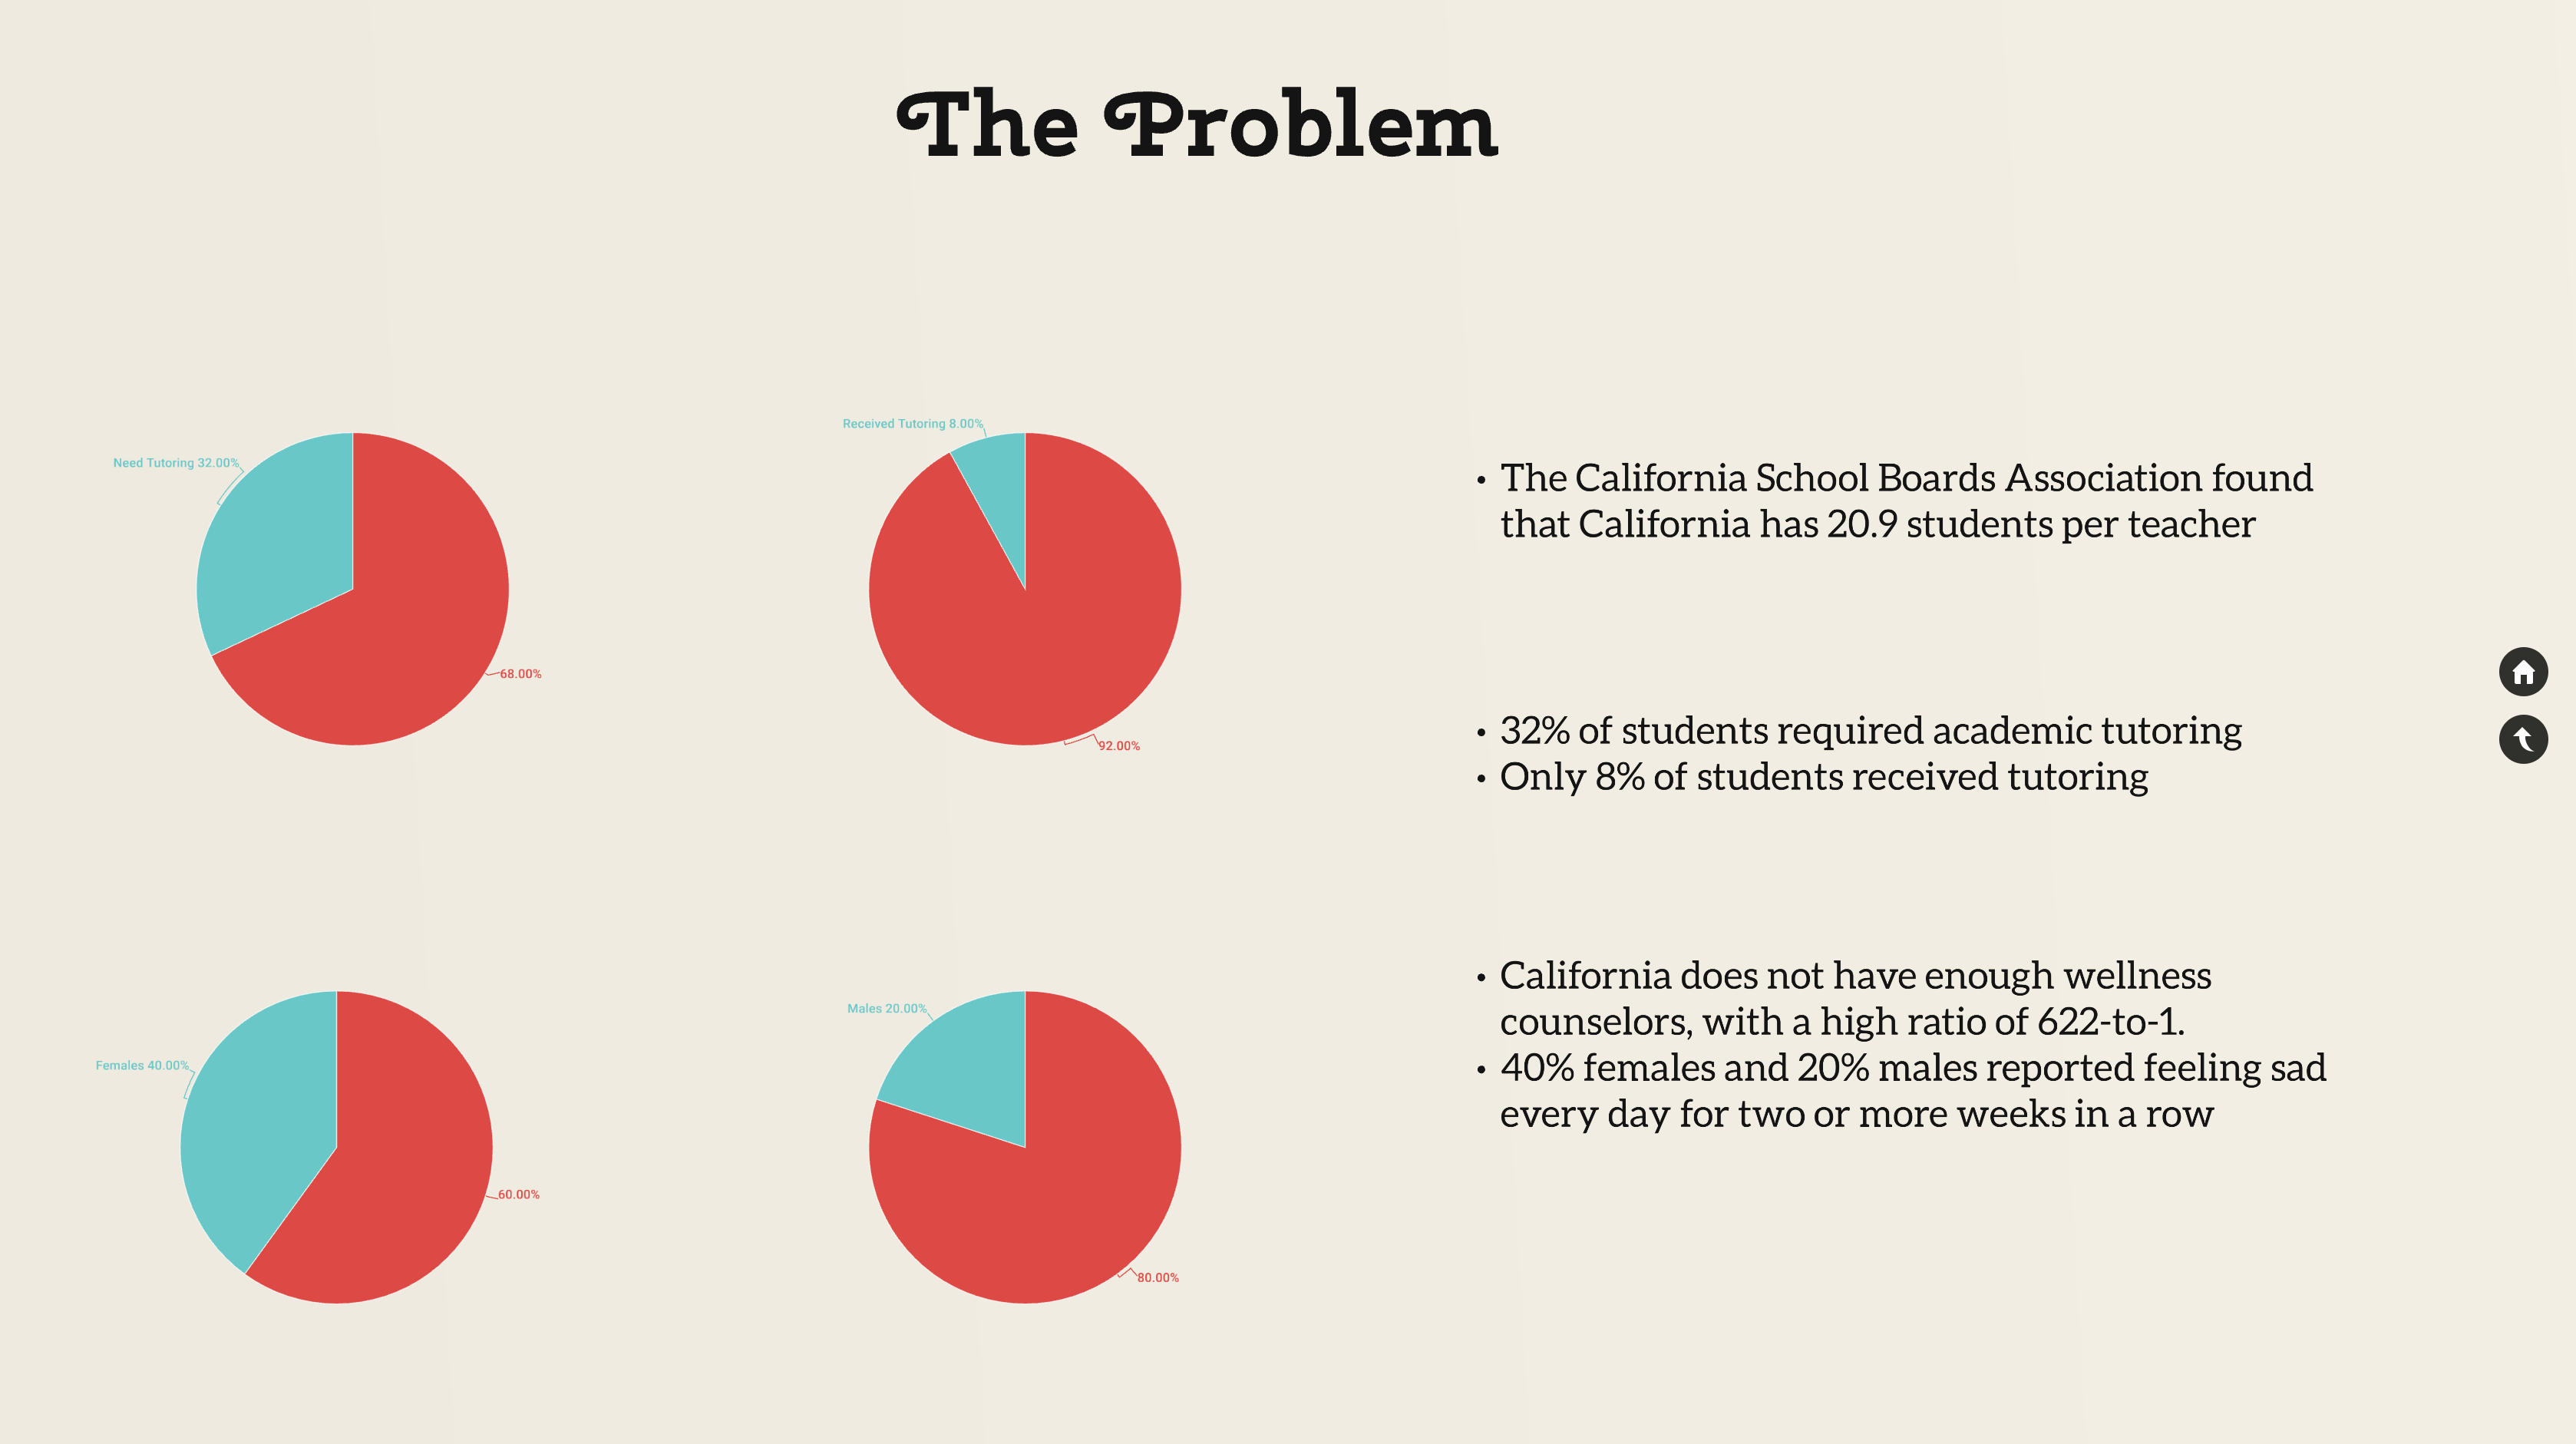 The Problem
Need Tutoring 32.00%
68.00%
Received Tutoring 8.00%
92.00%
Females 40.00%
60.00%
Males 20.00%
80.00%
• The California School Boards Association found
that California has 20.9 students per teacher
• 32% of students required academic tutoring
• Only 8% of students received tutoring
• California does not have enough wellness
counselors, with a high ratio of 622-to-1.
• 40% females and 20% males reported feeling sad
every day for two or more weeks in a row